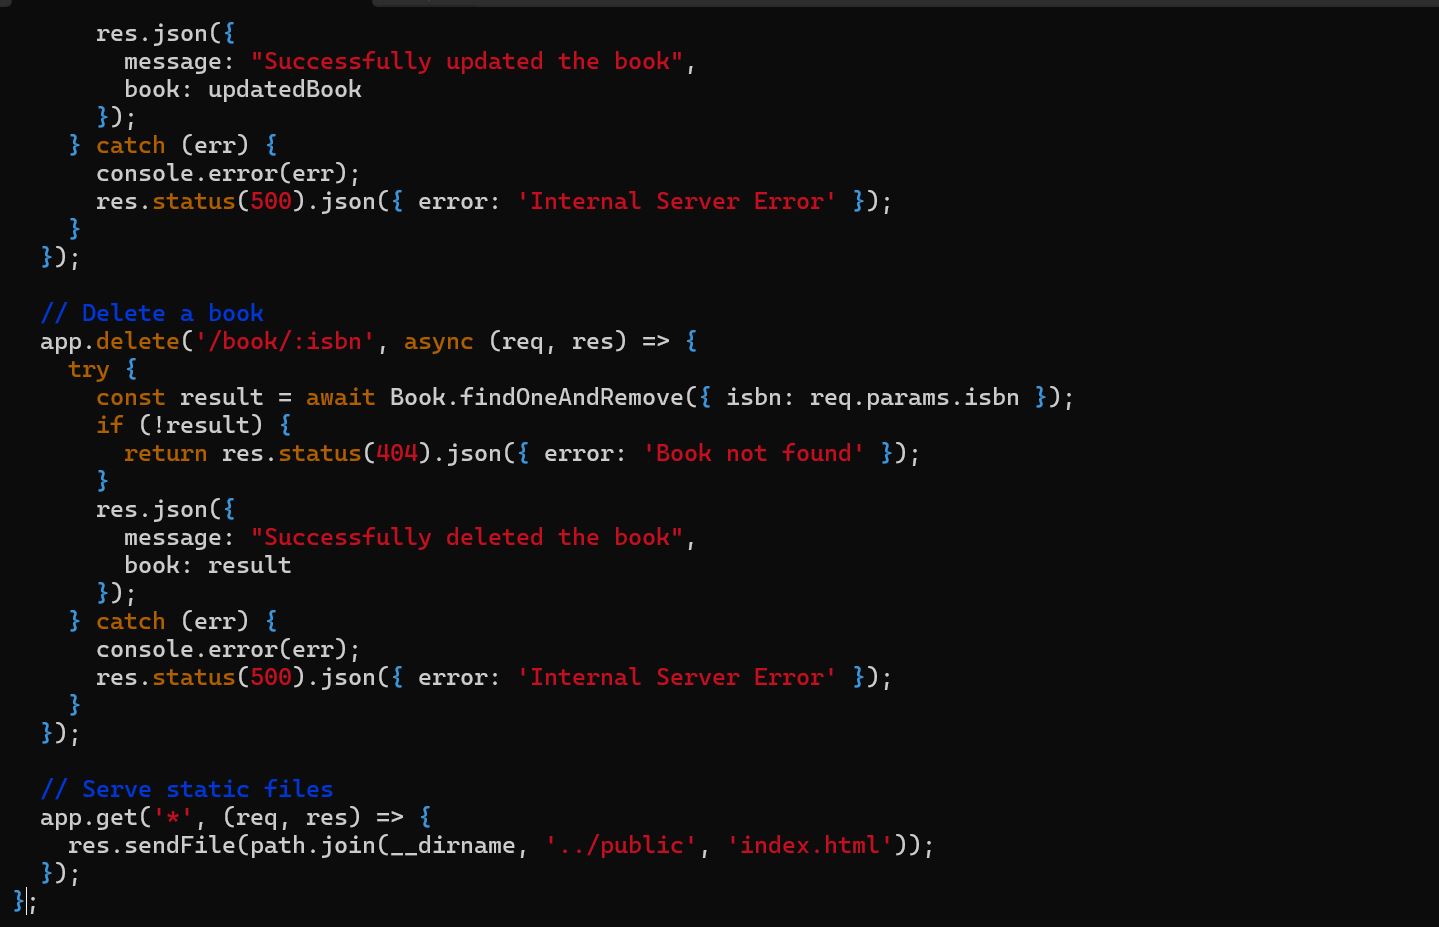 res.json({
        message: "Successfully updated the book",
        book: updatedBook
      });
    } catch (err) {
      console.error(err);
      res.status(500).json({ error: 'Internal Server Error' });
    }
  });

  // Delete a book
  app.delete('/book/:isbn', async (req, res) => {
    try {
      const result = await Book.findOneAndRemove({ isbn: req.params.isbn });
      if (!result) {
        return res.status(404).json({ error: 'Book not found' });
      }
      res.json({
        message: "Successfully deleted the book",
        book: result
      });
    } catch (err) {
      console.error(err);
      res.status(500).json({ error: 'Internal Server Error' });
    }
  });

  // Serve static files
  app.get('*', (req, res) => {
    res.sendFile(path.join(__dirname, '../public', 'index.html'));
  });
};